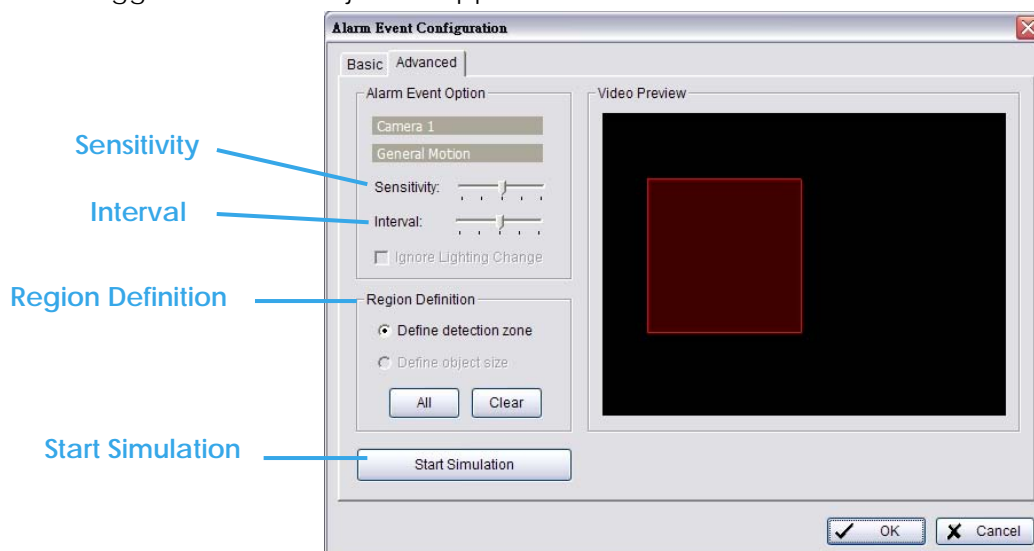 Alarm Event Configuration
Basic Advanced
Alarm Event Option
Video Preview
Camera 1
General Motion
Sensitivity
Sensitivity:
Interval
Interval:
Ignore Lighting Change
Region Definition
Region Definition
Define detection zone
Define object size
All Clear
Start Simulation
Start Simulation
OK Cancel